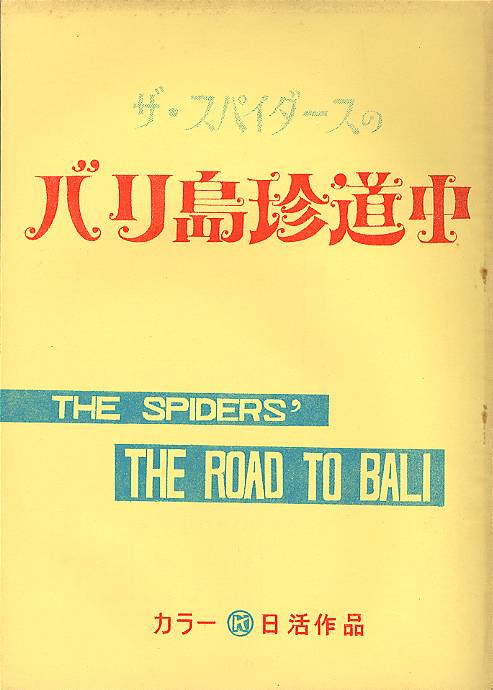 ザ・スパイダースの
バリ島珍道中
THE SPIDERS'
THE ROAD TO BALI
カラー K 日活作品